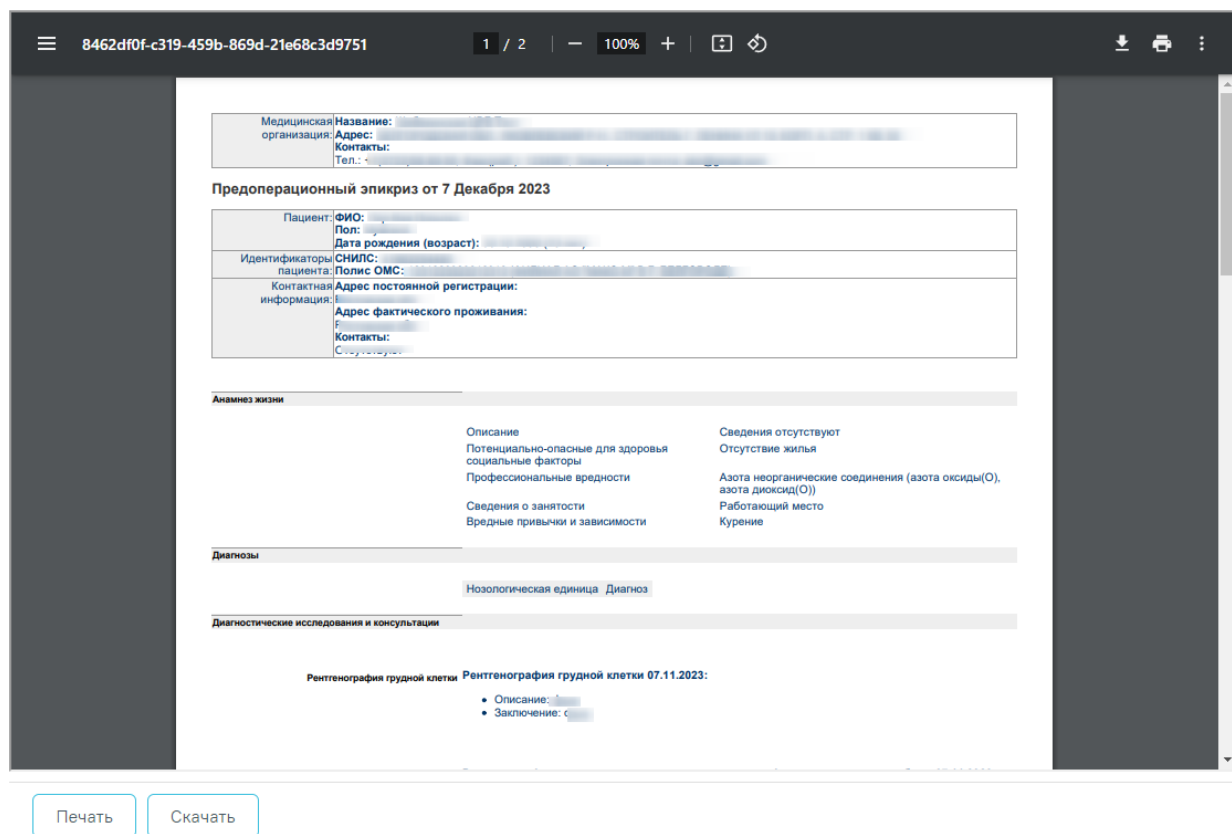 8462df0f-c319-459b-869d-21e68c3d9751 1 / 2 100%
Медицинская организация: Название:
Адрес:
Контакты:
Тел.:
Предоперационный эпикриз от 7 Декабря 2023
Пациент: ФИО:
Пол:
Дата рождения (возраст):
Идентификаторы СНИЛС:
пациента: Полис ОМС:
Контактная Адрес постоянной регистрации:
информация:
Адрес фактического проживания:
Контакты:
Анамнез жизни
Описание Сведения отсутствуют
Потенциально-опасные для здоровья Отсутствие жилья
социальные факторы
Профессиональные вредности Азота неорганические соединения (азота оксиды(О),
азота диоксид(О))
Сведения о занятости Работающий место
Вредные привычки и зависимости Курение
Диагнозы
Нозологическая единица Диагноз
Диагностические исследования и консультации
Рентгенография грудной клетки Рентгенография грудной клетки 07.11.2023:
• Описание:
• Заключение:
Печать Скачать